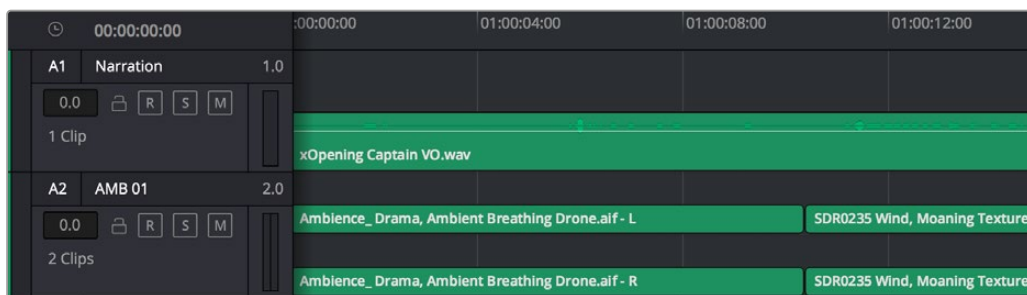 00:00:00:00
:00:00:00 01:00:04:00 01:00:08:00 01:00:12:00
A1 Narration 1.0
0.0 R S M
1 Clip
xOpening Captain VO.wav
A2 AMB 01 2.0
0.0 R S M
2 Clips
Ambience_ Drama, Ambient Breathing Drone.aif - L SDR0235 Wind, Moaning Texture
Ambience_ Drama, Ambient Breathing Drone.aif - R SDR0235 Wind, Moaning Texture